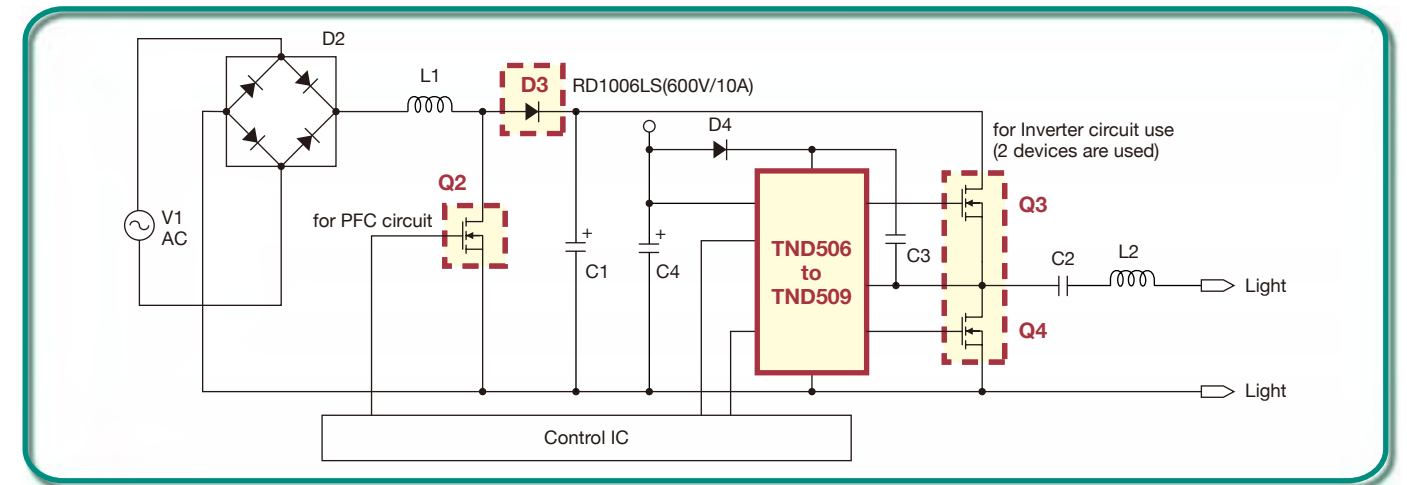 D2
L1
D3
RD1006LS(600V/10A)
D4
for Inverter circuit use
(2 devices are used)
Q2
for PFC circuit
V1
AC
+
C1
+
C4
TND506
to
TND509
C3
Q3
C2
L2
Light
Q4
Light
Control IC